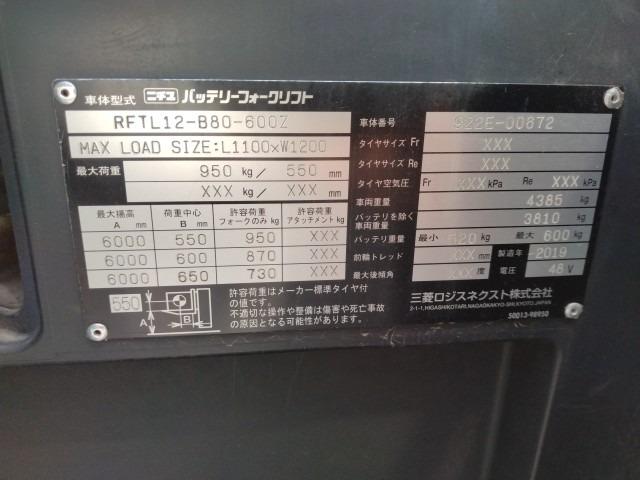 車体型式 ニチユ バッテリーフォークリフト
RFTL12-B80-600Z
MAX LOAD SIZE:L1100×W1200
最大荷重 950 kg/ 550 mm
XXX kg/ XXX mm
最大揚高 A mm 荷重中心 B mm 許容荷重 フォークのみ kg 許容荷重 アタッチメント kg
6000 550 950 XXX
6000 600 870 XXX
6000 650 730 XXX
550 A B
許容荷重はメーカー標準タイヤ付
の値です。
不適切な操作や整備は傷害や死亡事故
の原因となる可能性があります。
車体番号 922E-00672
タイヤサイズ Fr XXX
タイヤサイズ Re XXX
タイヤ空気圧 Fr XXX kPa Re XXX kPa
車両重量 4385 kg
バッテリを除く車両重量 3810 kg
バッテリ重量 最小 520 kg 最大 600 kg
前輪トレッド XXX mm 製造年 2019
最大後傾角 XXX 度 電圧 48 V
三菱ロジスネクスト株式会社
2-1-1,HIGASHIKOTARI,NAGAOKAKYO-SHI,KYOTO,JAPAN
50013-98950